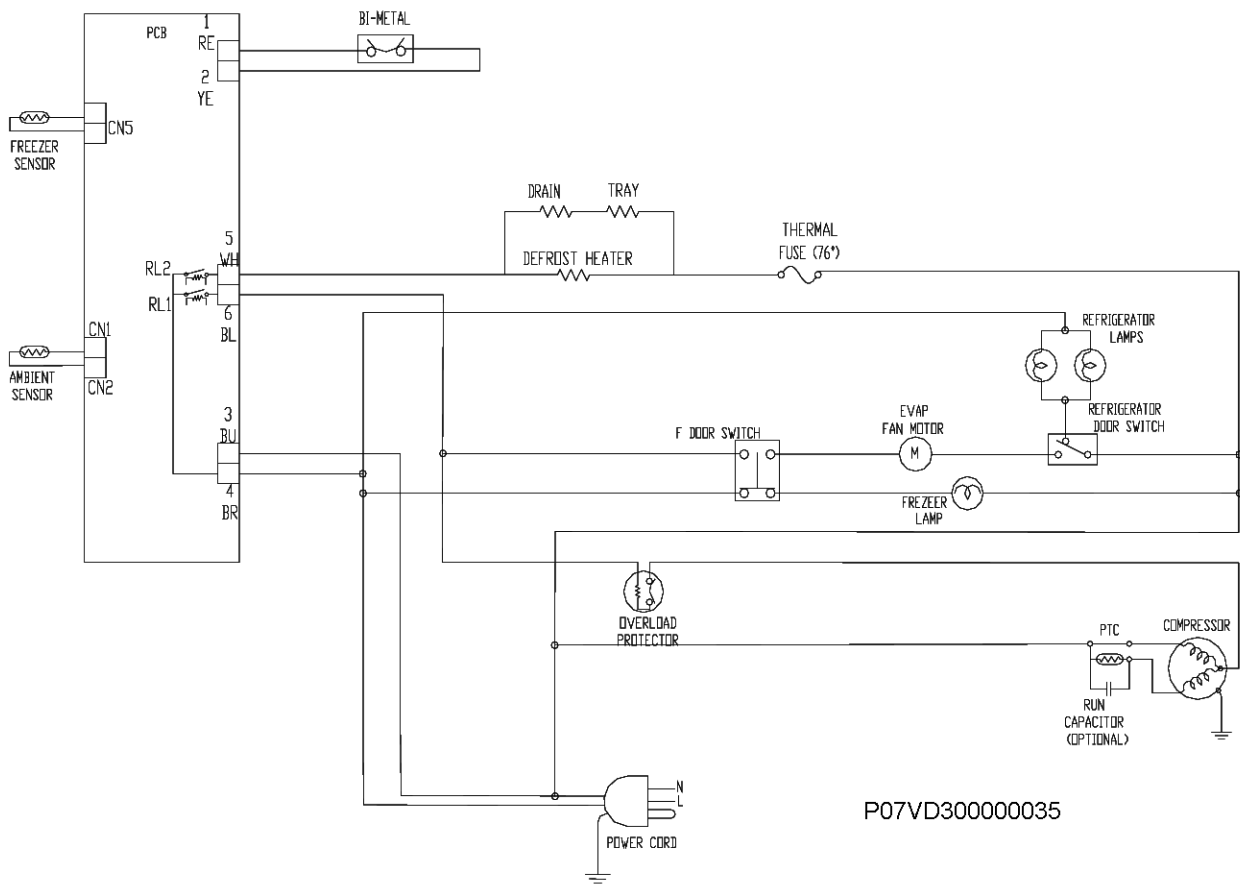 PCB
1
RE
2
YE
BI-METAL
CN5
FREEZER
SENSOR
DRAIN
TRAY
THERMAL
FUSE (76°)
5
WH
DEFROST HEATER
RL2
RL1
6
BL
REFRIGERATOR
LAMPS
CN1
CN2
AMBIENT
SENSOR
3
BU
4
BR
F DOOR SWITCH
EVAP
FAN MOTOR
M
REFRIGERATOR
DOOR SWITCH
FREZEER
LAMP
OVERLOAD
PROTECTOR
PTC
COMPRESSOR
RUN
CAPACITOR
(OPTIONAL)
N
L
POWER CORD
P07VD300000035